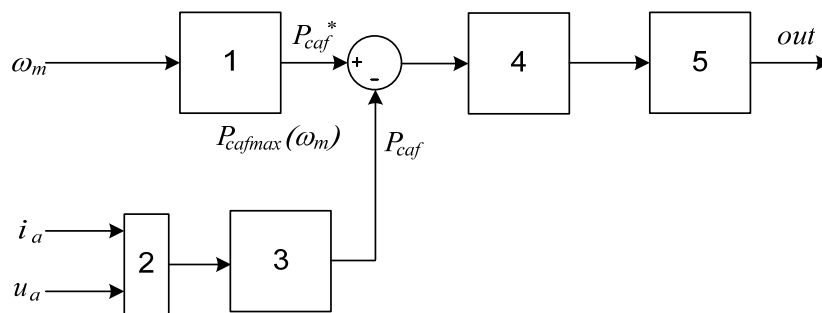 P_caf* out
ω_m 1 + - 4 5
P_cafmax(ω_m) P_caf
i_a
2 3
u_a